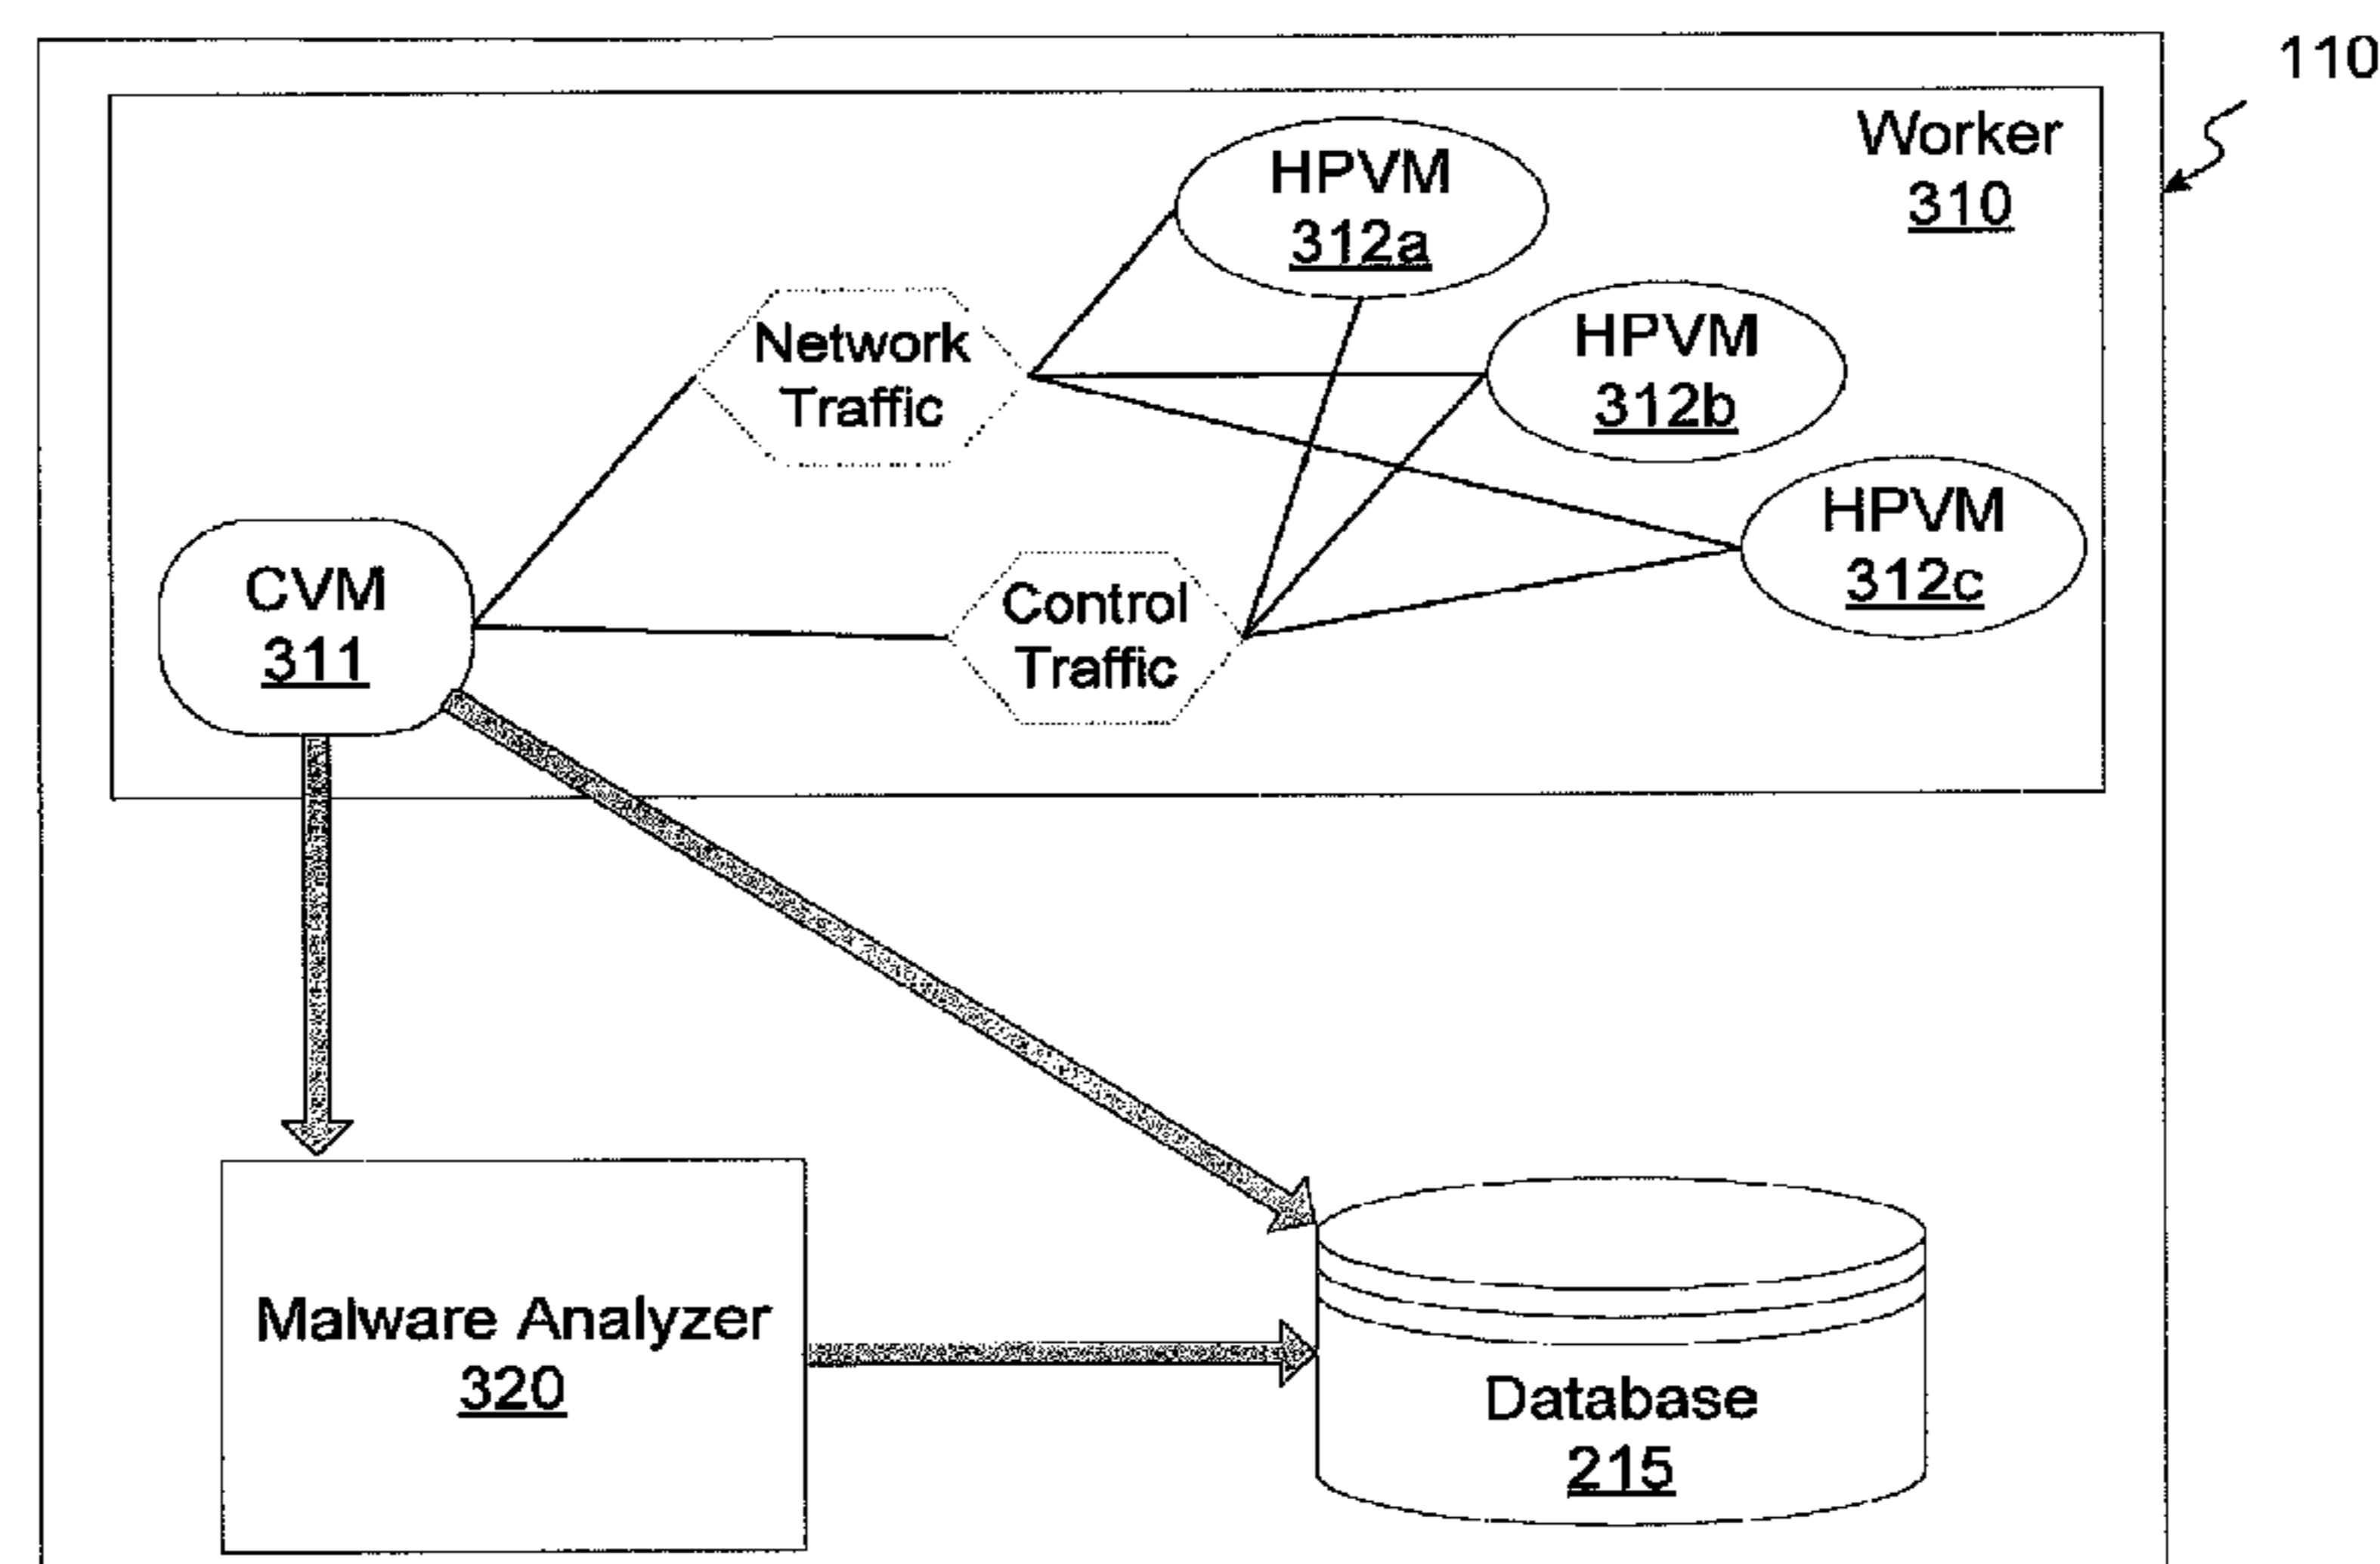 110
Worker
310
HPVM
312a
HPVM
312b
HPVM
312c
Network
Traffic
Control
Traffic
CVM
311
Malware Analyzer
320
Database
215